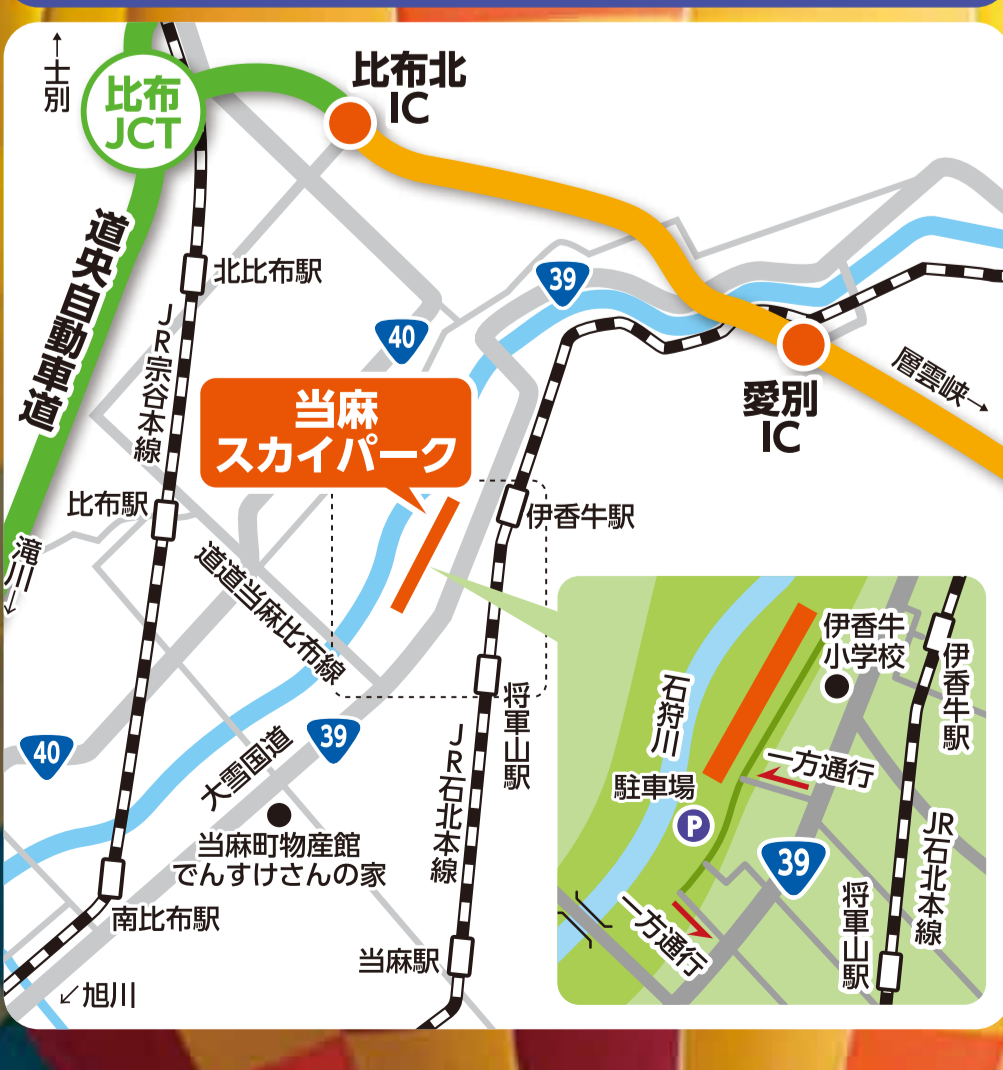 ↑士別
比布
JCT
比布北
IC
道央自動車道
北比布駅
39
JR宗谷本線
40
愛別
IC
層雲峡→
当麻
スカイパーク
比布駅
伊香牛駅
滝川↓
道道当麻比布線
将軍山駅
JR石北本線
40
39
大雪国道
当麻町物産館
でんすけさんの家
南比布駅
当麻駅
↙旭川
伊香牛
小学校
伊香牛駅
石狩川
一方通行
駐車場
P
39
JR石北本線
将軍山駅
一方通行